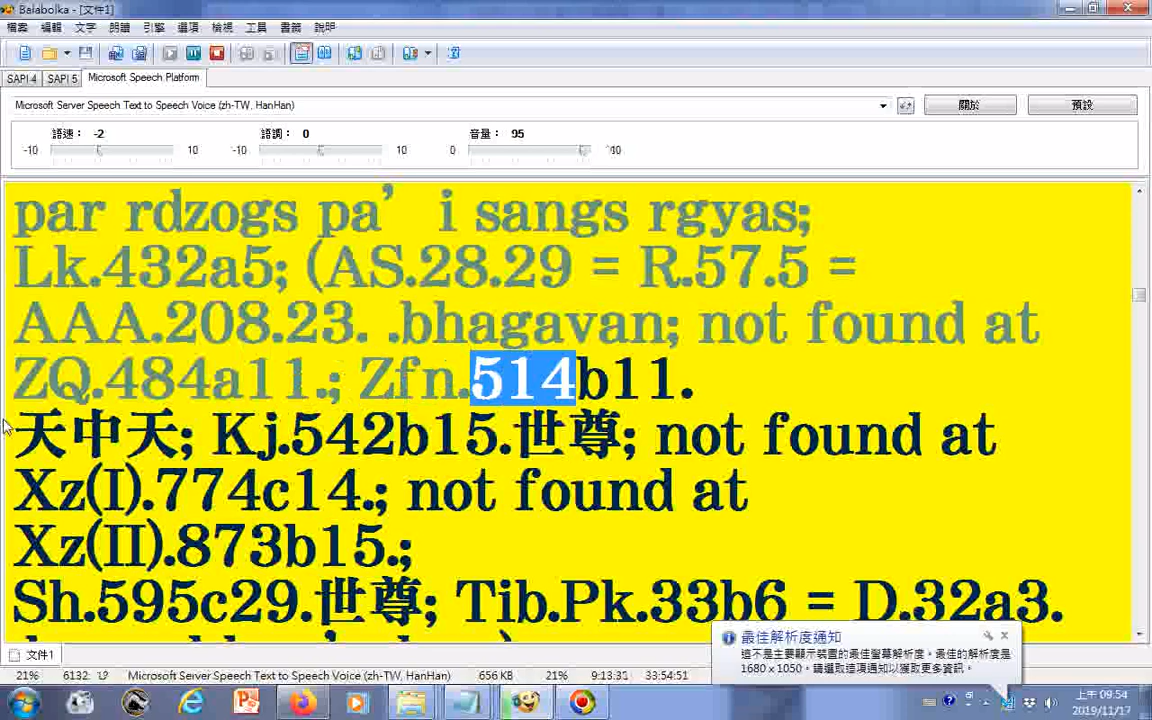 Balabolka - [文件1]
檔案 編輯 文字 朗讀 引擎 選項 檢視 工具 書籤 說明
SAPI 4 SAPI 5 Microsoft Speech Platform
Microsoft Server Speech Text to Speech Voice (zh-TW, HanHan) 關於 預設
語速： -2 語調： 0 音量： 95
-10 10 -10 10 0 100
par rdzogs pa’i sangs rgyas;
Lk.432a5; (AS.28.29 = R.57.5 =
AAA.208.23. .bhagavan; not found at
ZQ.484a11.; Zfn.514b11.
天中天; Kj.542b15.世尊; not found at
Xz(I).774c14.; not found at
Xz(II).873b15.;
Sh.595c29.世尊; Tib.Pk.33b6 = D.32a3.
最佳解析度通知
這不是主要顯示裝置的最佳螢幕解析度。最佳的解析度是
1680 x 1050。請選取這項通知以獲取更多資訊。
文件1
21% 6132: 19 Microsoft Server Speech Text to Speech Voice (zh-TW, HanHan) 656 KB 21% 9:13:31 33:54:51
上午 09:54
2019/11/17